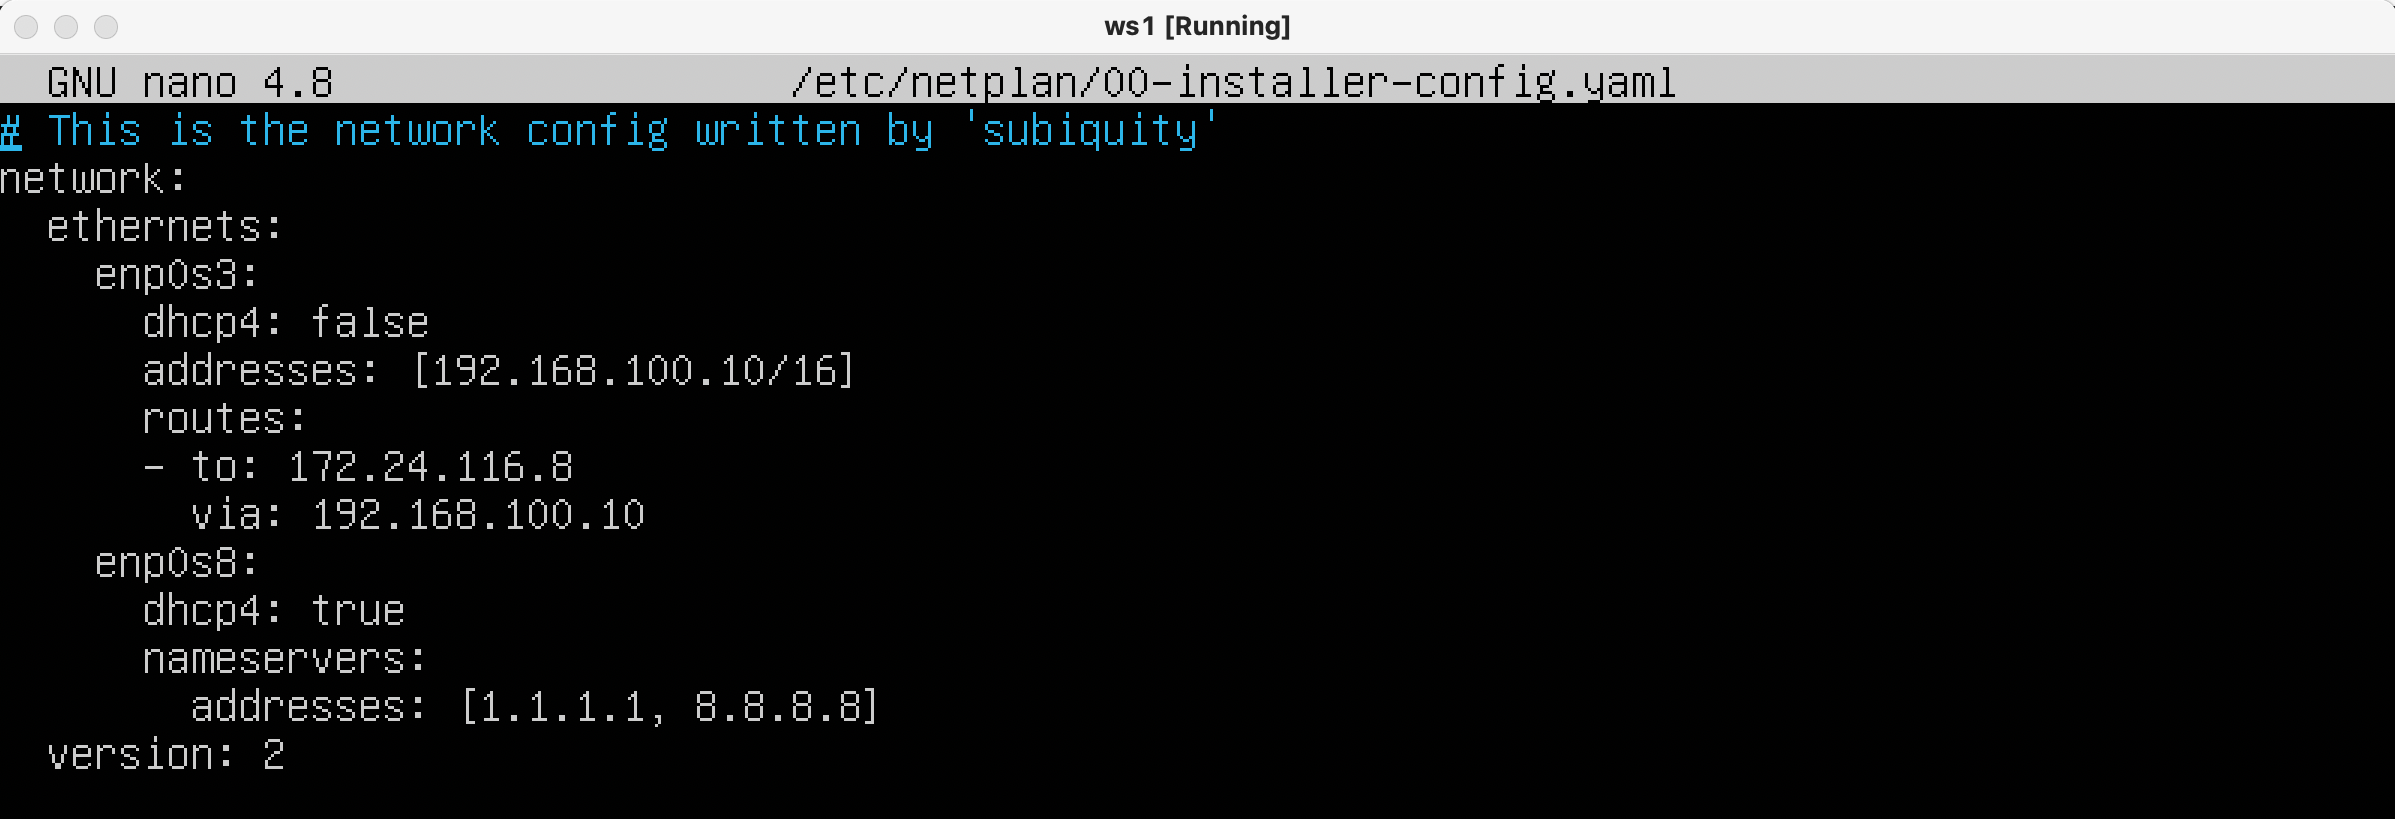 ws1 [Running]
GNU nano 4.8 /etc/netplan/00-installer-config.yaml
# This is the network config written by 'subiquity'
network:
  ethernets:
    enp0s3:
      dhcp4: false
      addresses: [192.168.100.10/16]
      routes:
      - to: 172.24.116.8
        via: 192.168.100.10
    enp0s8:
      dhcp4: true
      nameservers:
        addresses: [1.1.1.1, 8.8.8.8]
  version: 2